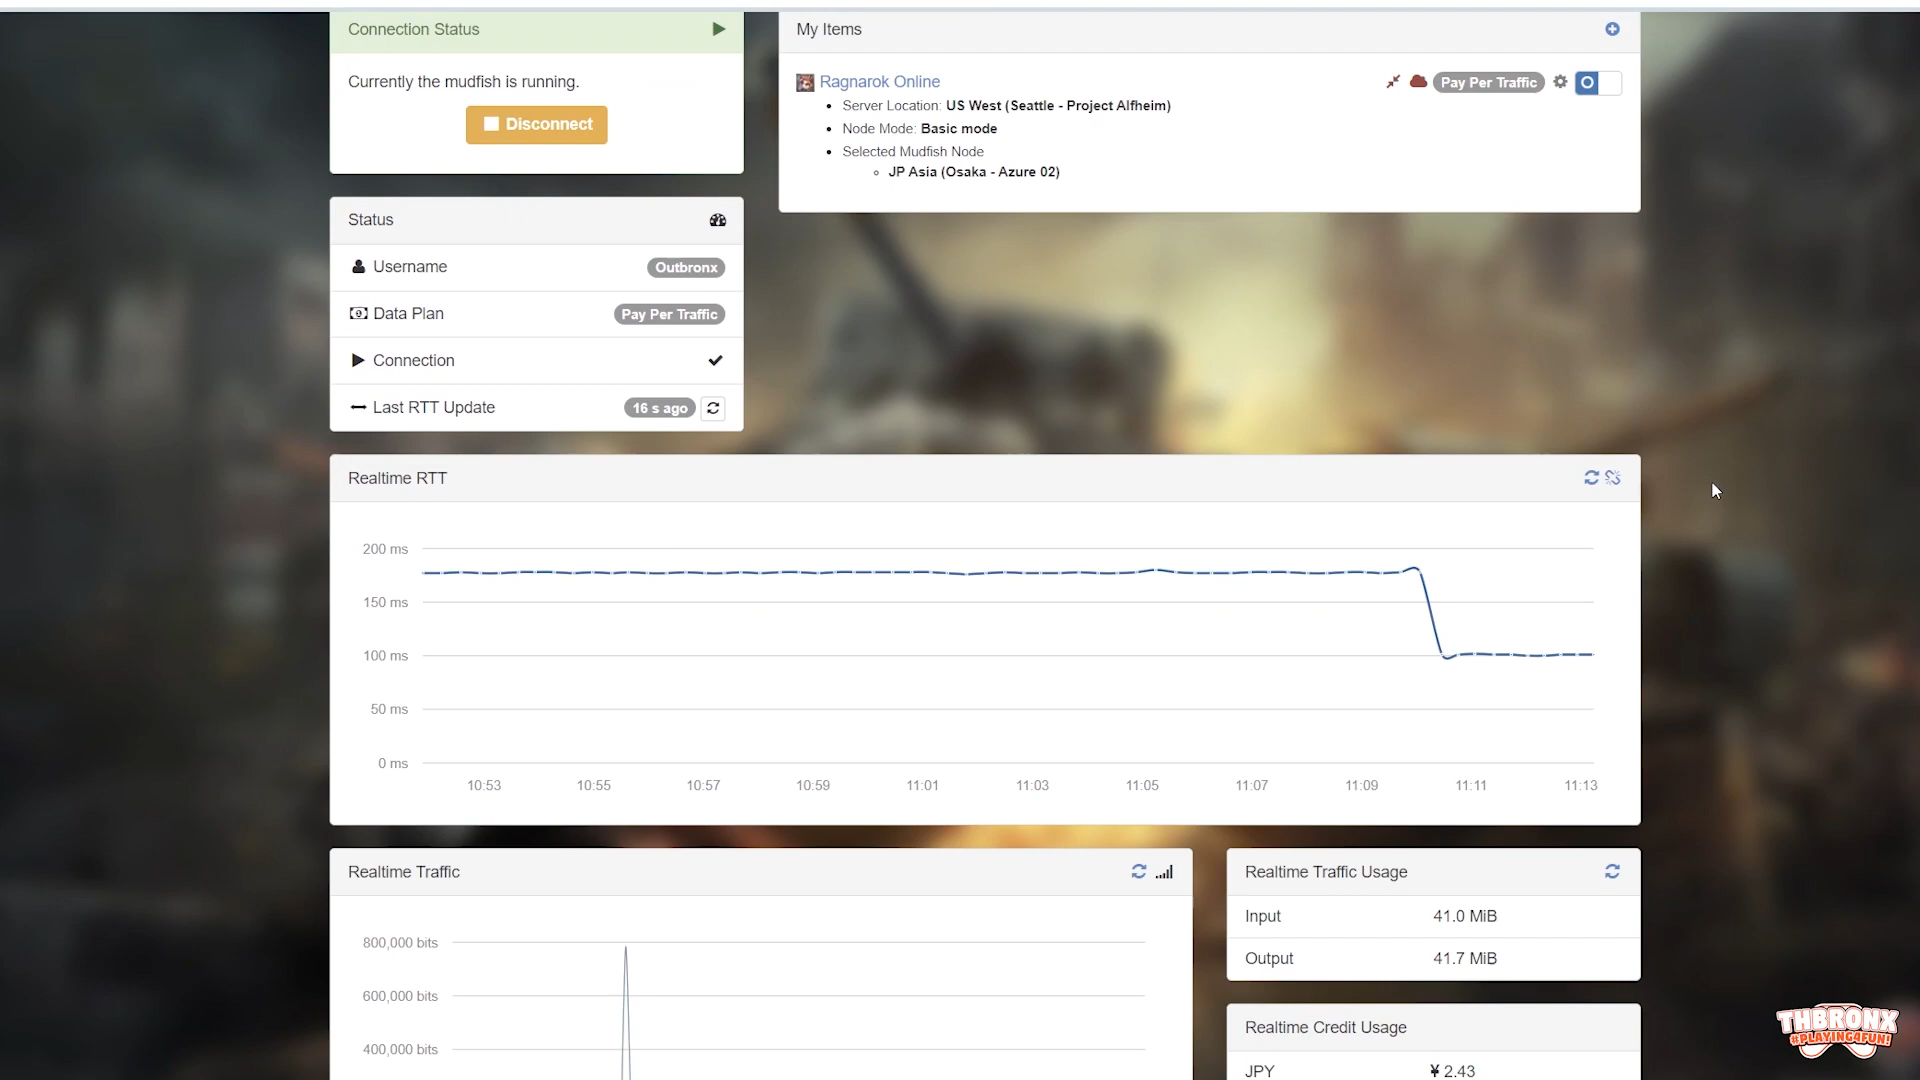 Connection Status
Currently the mudfish is running.
Disconnect
My Items
Ragnarok Online
Pay Per Traffic
Server Location: US West (Seattle - Project Alfheim)
Node Mode: Basic mode
Selected Mudfish Node
JP Asia (Osaka - Azure 02)
Status
Username
Outbronx
Data Plan
Pay Per Traffic
Connection
Last RTT Update
16 s ago
Realtime RTT
200 ms
150 ms
100 ms
50 ms
0 ms
10:53 10:55 10:57 10:59 11:01 11:03 11:05 11:07 11:09 11:11 11:13
Realtime Traffic
800,000 bits
600,000 bits
400,000 bits
Realtime Traffic Usage
Input 41.0 MiB
Output 41.7 MiB
Realtime Credit Usage
JPY ¥ 2.43
THBRONX
#PLAYING4FUN!